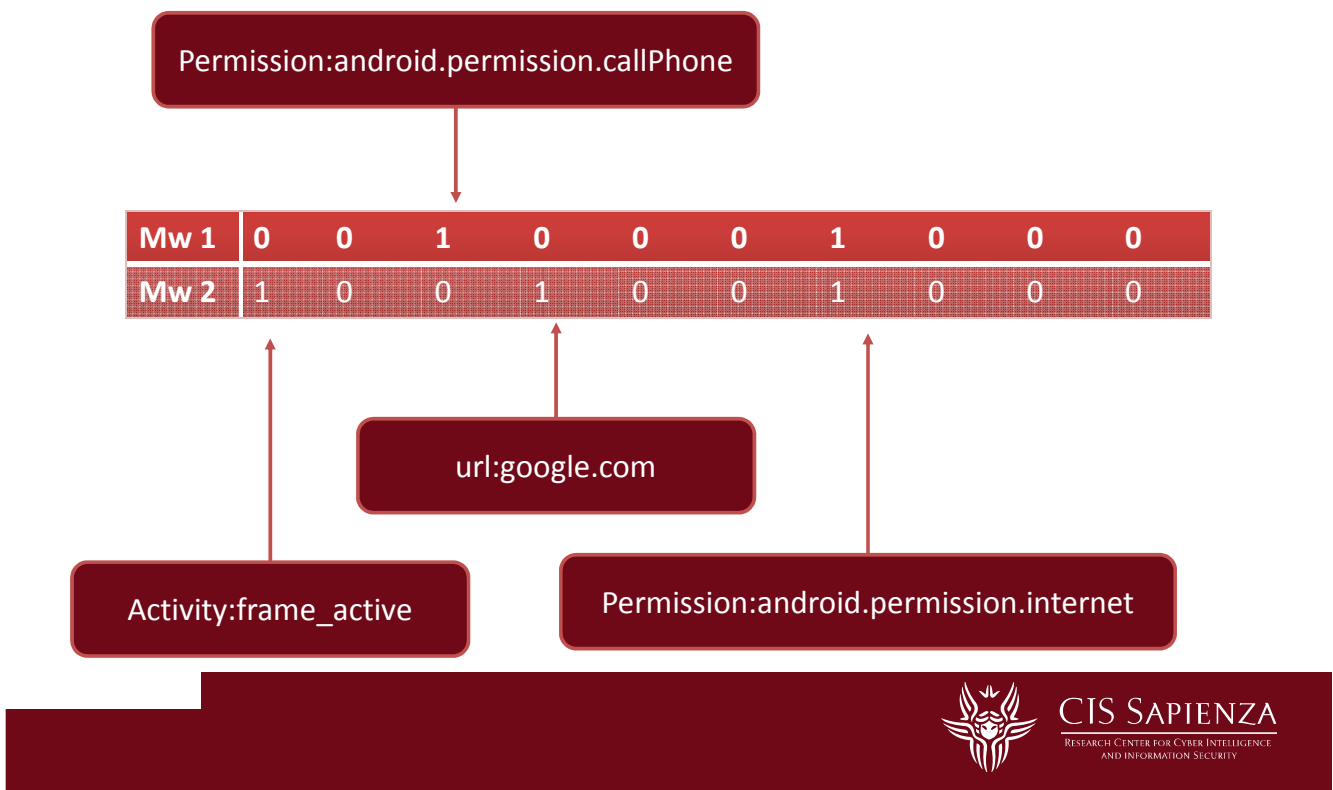 Permission:android.permission.callPhone
Mw 1 0 0 1 0 0 0 1 0 0 0
Mw 2 1 0 0 1 0 0 1 0 0 0
url:google.com
Activity:frame_active
Permission:android.permission.internet
CIS SAPIENZA
RESEARCH CENTER FOR CYBER INTELLIGENCE
AND INFORMATION SECURITY